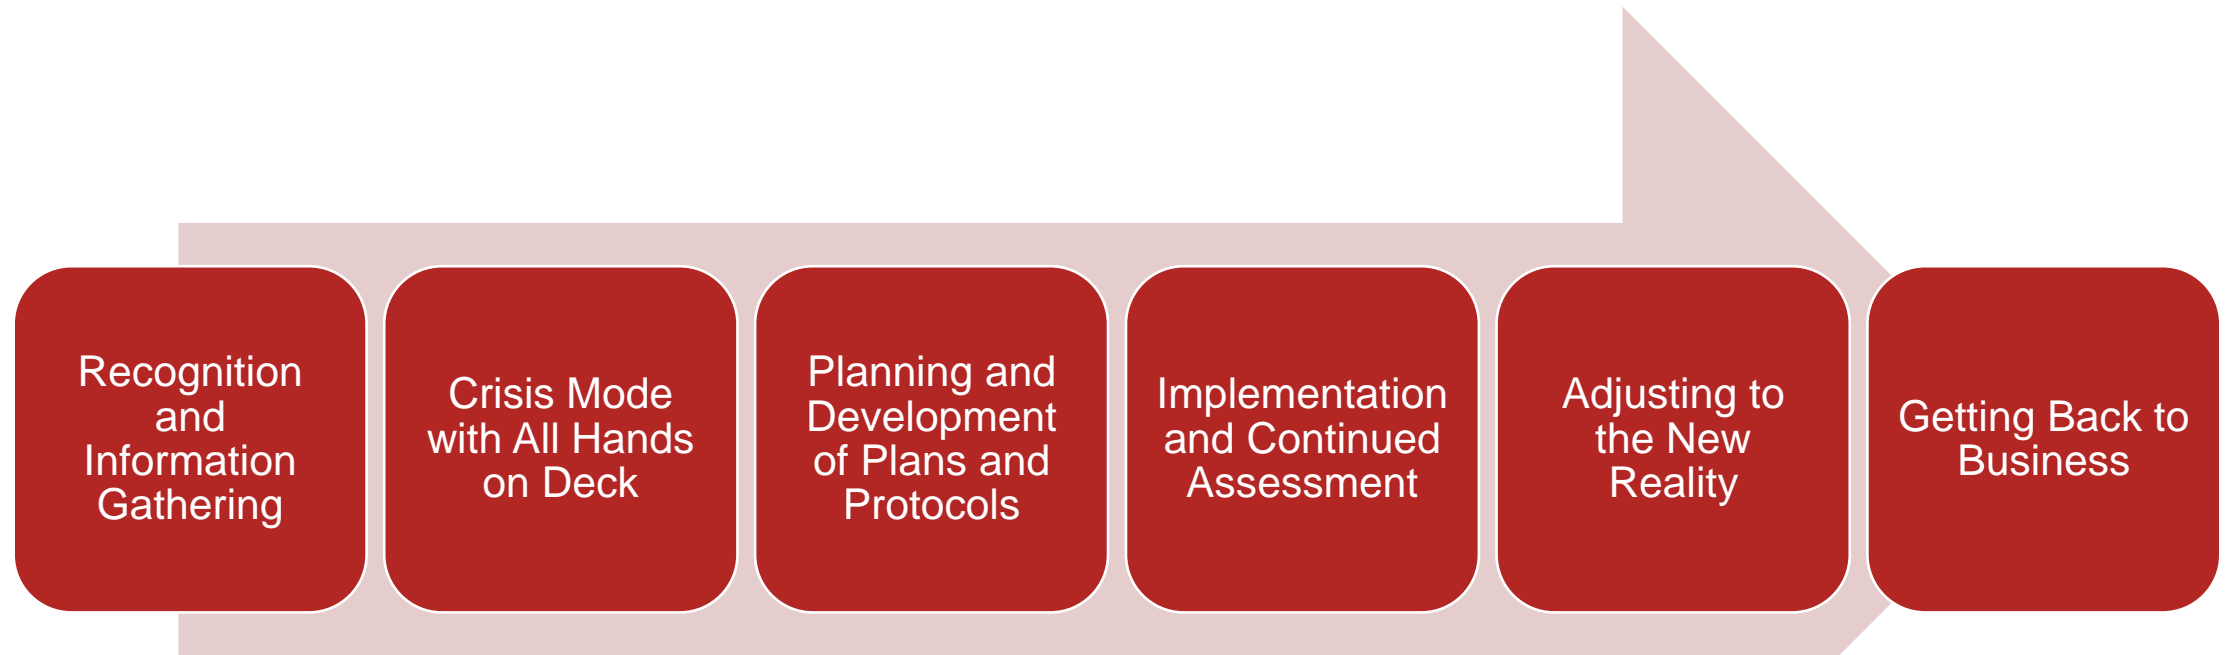 Recognition
and
Information
Gathering
Crisis Mode
with All Hands
on Deck
Planning and
Development
of Plans and
Protocols
Implementation
and Continued
Assessment
Adjusting to
the New
Reality
Getting Back to
Business